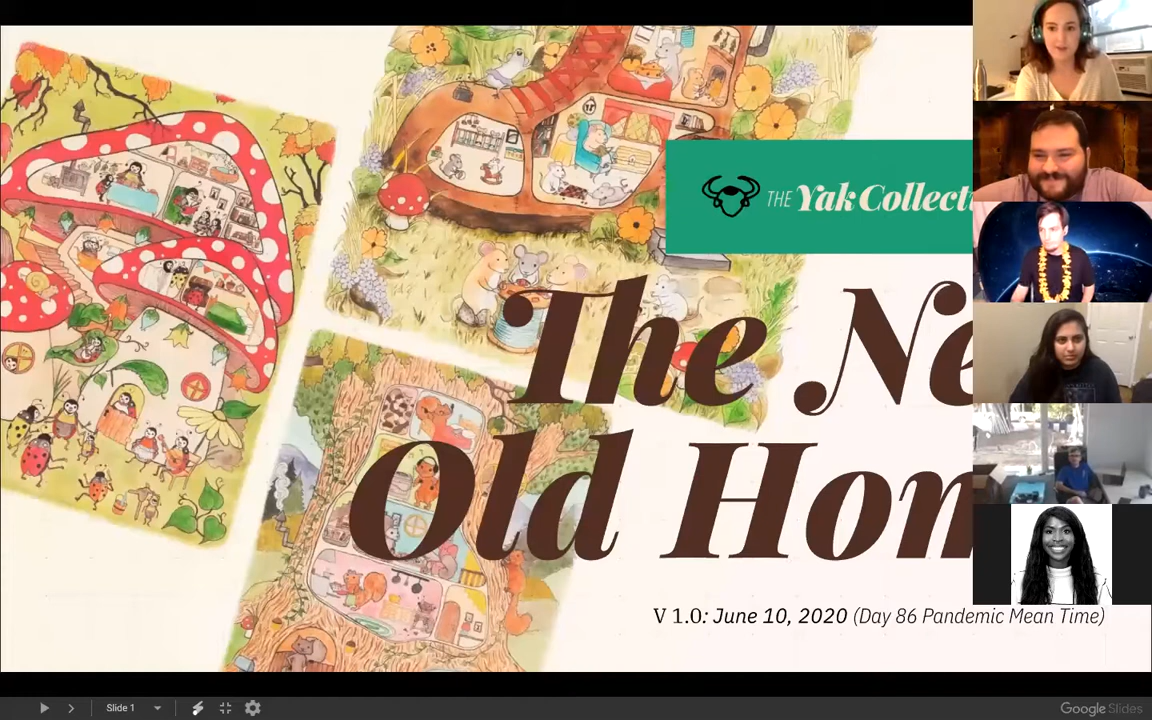 THE Yak Collect
The Ne
Old Hom
V 1.0: June 10, 2020 (Day 86 Pandemic Mean Time)
Slide 1
Google Slides